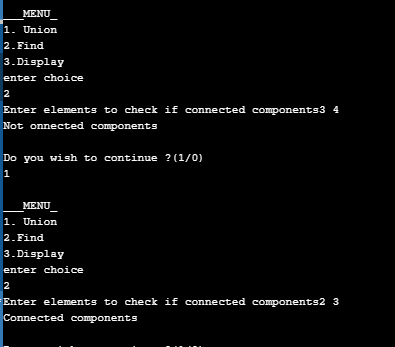 ___MENU_
1. Union
2.Find
3.Display
enter choice
2
Enter elements to check if connected components3 4
Not onnected components
Do you wish to continue ?(1/0)
1
___MENU_
1. Union
2.Find
3.Display
enter choice
2
Enter elements to check if connected components2 3
Connected components